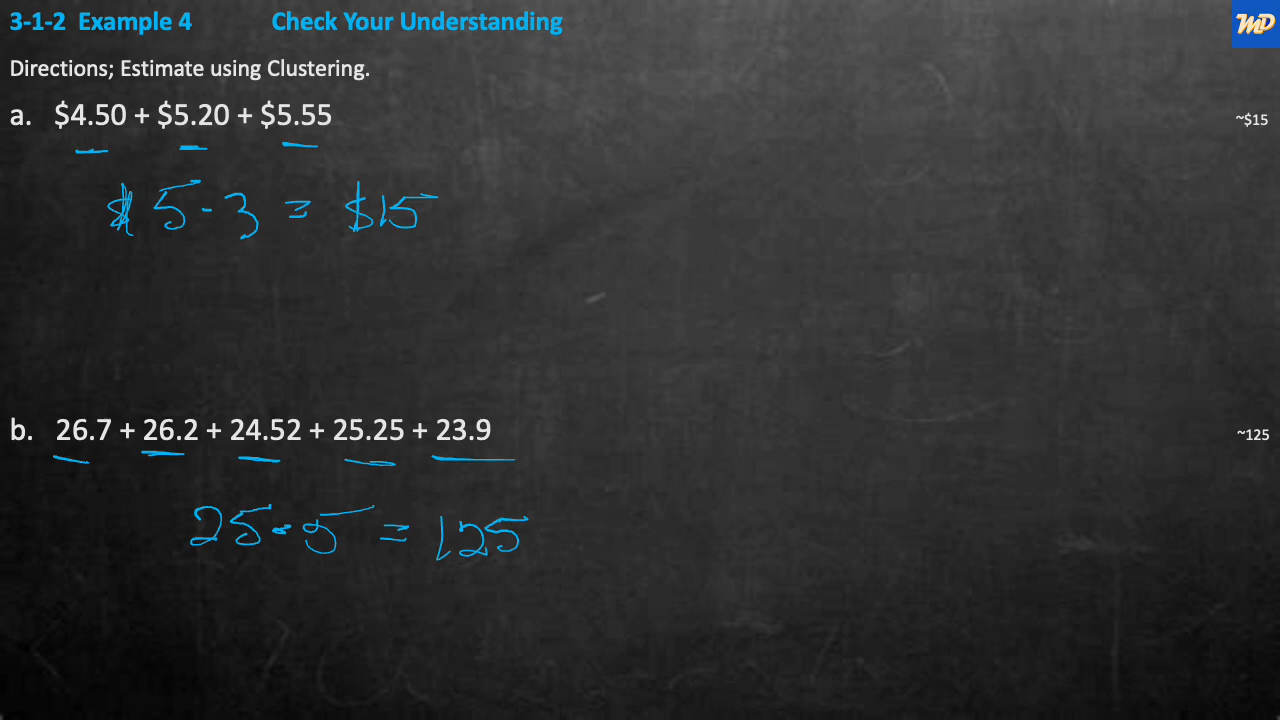 3-1-2 Example 4 Check Your Understanding
MP
Directions; Estimate using Clustering.
a. $4.50 + $5.20 + $5.55 ~$15
$5 · 3 = $15
b. 26.7 + 26.2 + 24.52 + 25.25 + 23.9 ~125
25 · 5 = 125